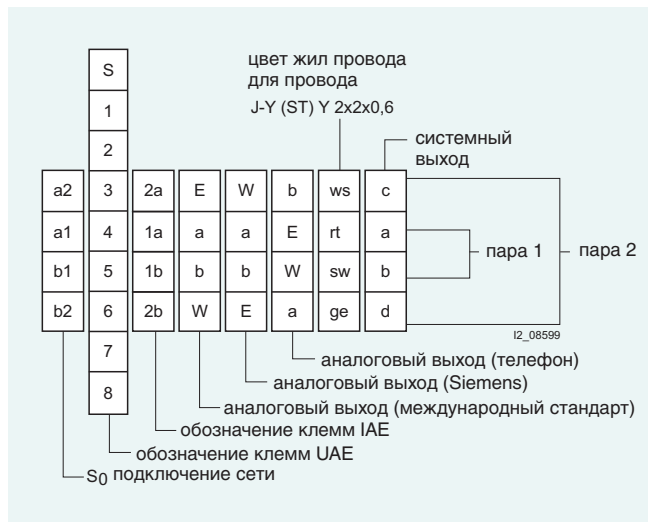 цвет жил провода
для провода
J-Y (ST) Y 2x2x0,6
системный
выход
S
1
2
a2 3 2a E W b ws c
a1 4 1a a a E rt a
b1 5 1b b b W sw b
b2 6 2b W E a ge d
7
8
пара 1
пара 2
I2_08599
аналоговый выход (телефон)
аналоговый выход (Siemens)
аналоговый выход (международный стандарт)
обозначение клемм IAE
обозначение клемм UAE
S0 подключение сети